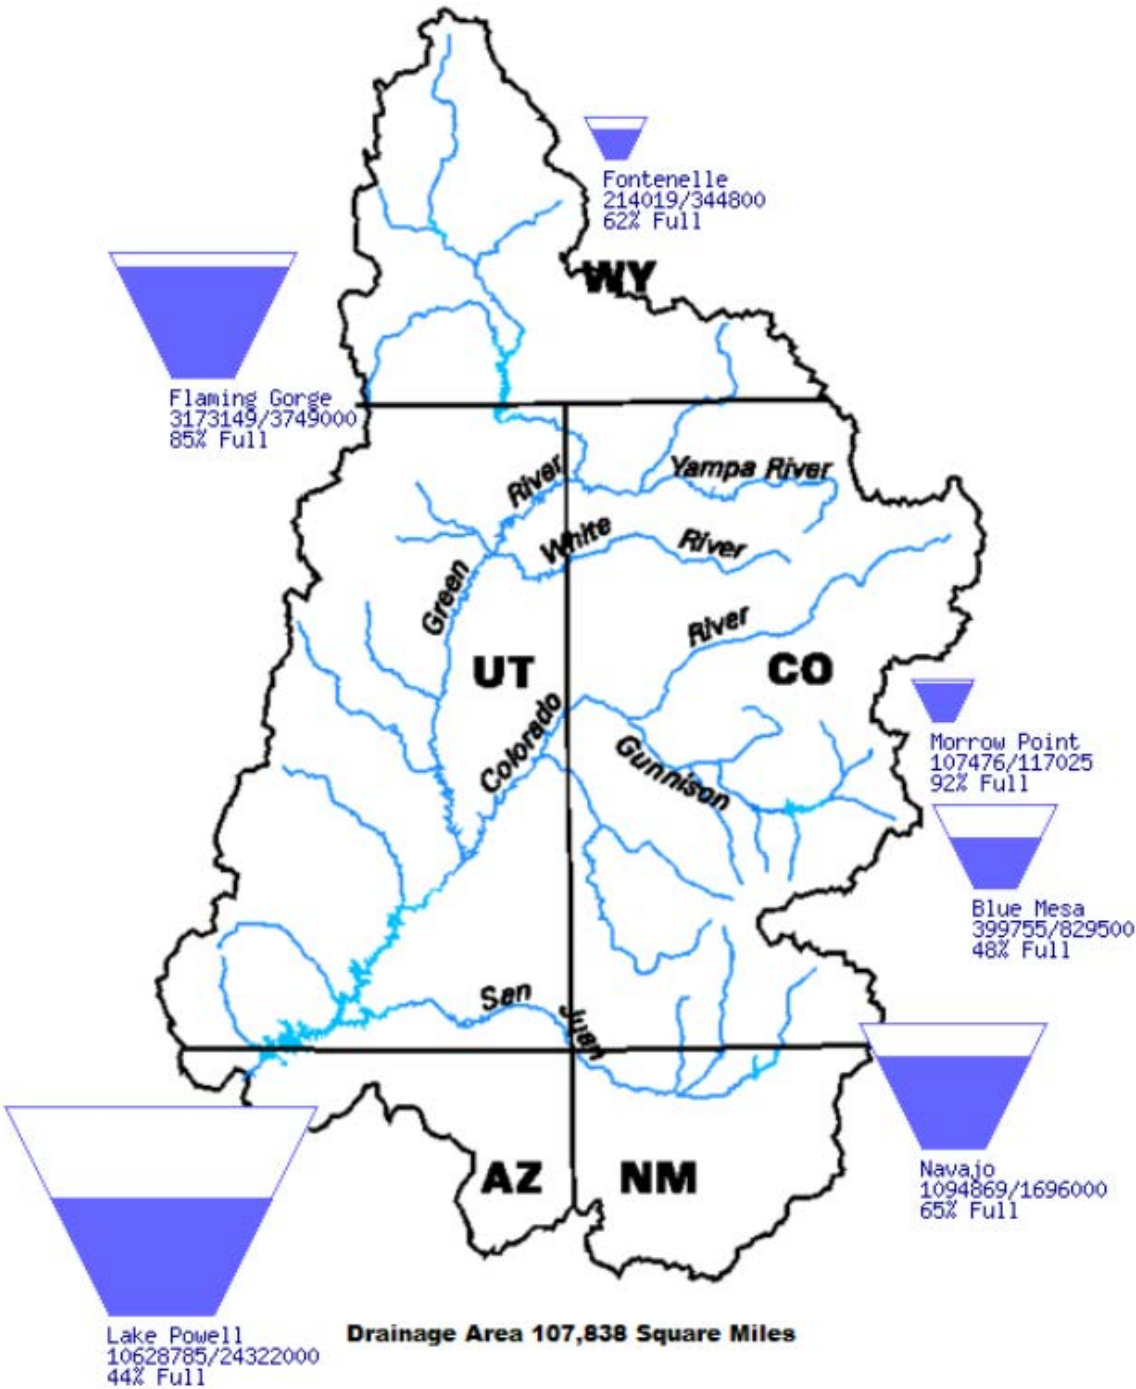 Fontenelle
214019/344800
62% Full
WY
Flaming Gorge
3173149/3749000
85% Full
Green River
Yampa River
White River
UT
CO
Colorado River
Gunnison
Morrow Point
107476/117025
92% Full
Blue Mesa
399755/829500
48% Full
San Juan
Navajo
1094869/1696000
65% Full
AZ
NM
Lake Powell
10628785/24322000
44% Full
Drainage Area 107,838 Square Miles